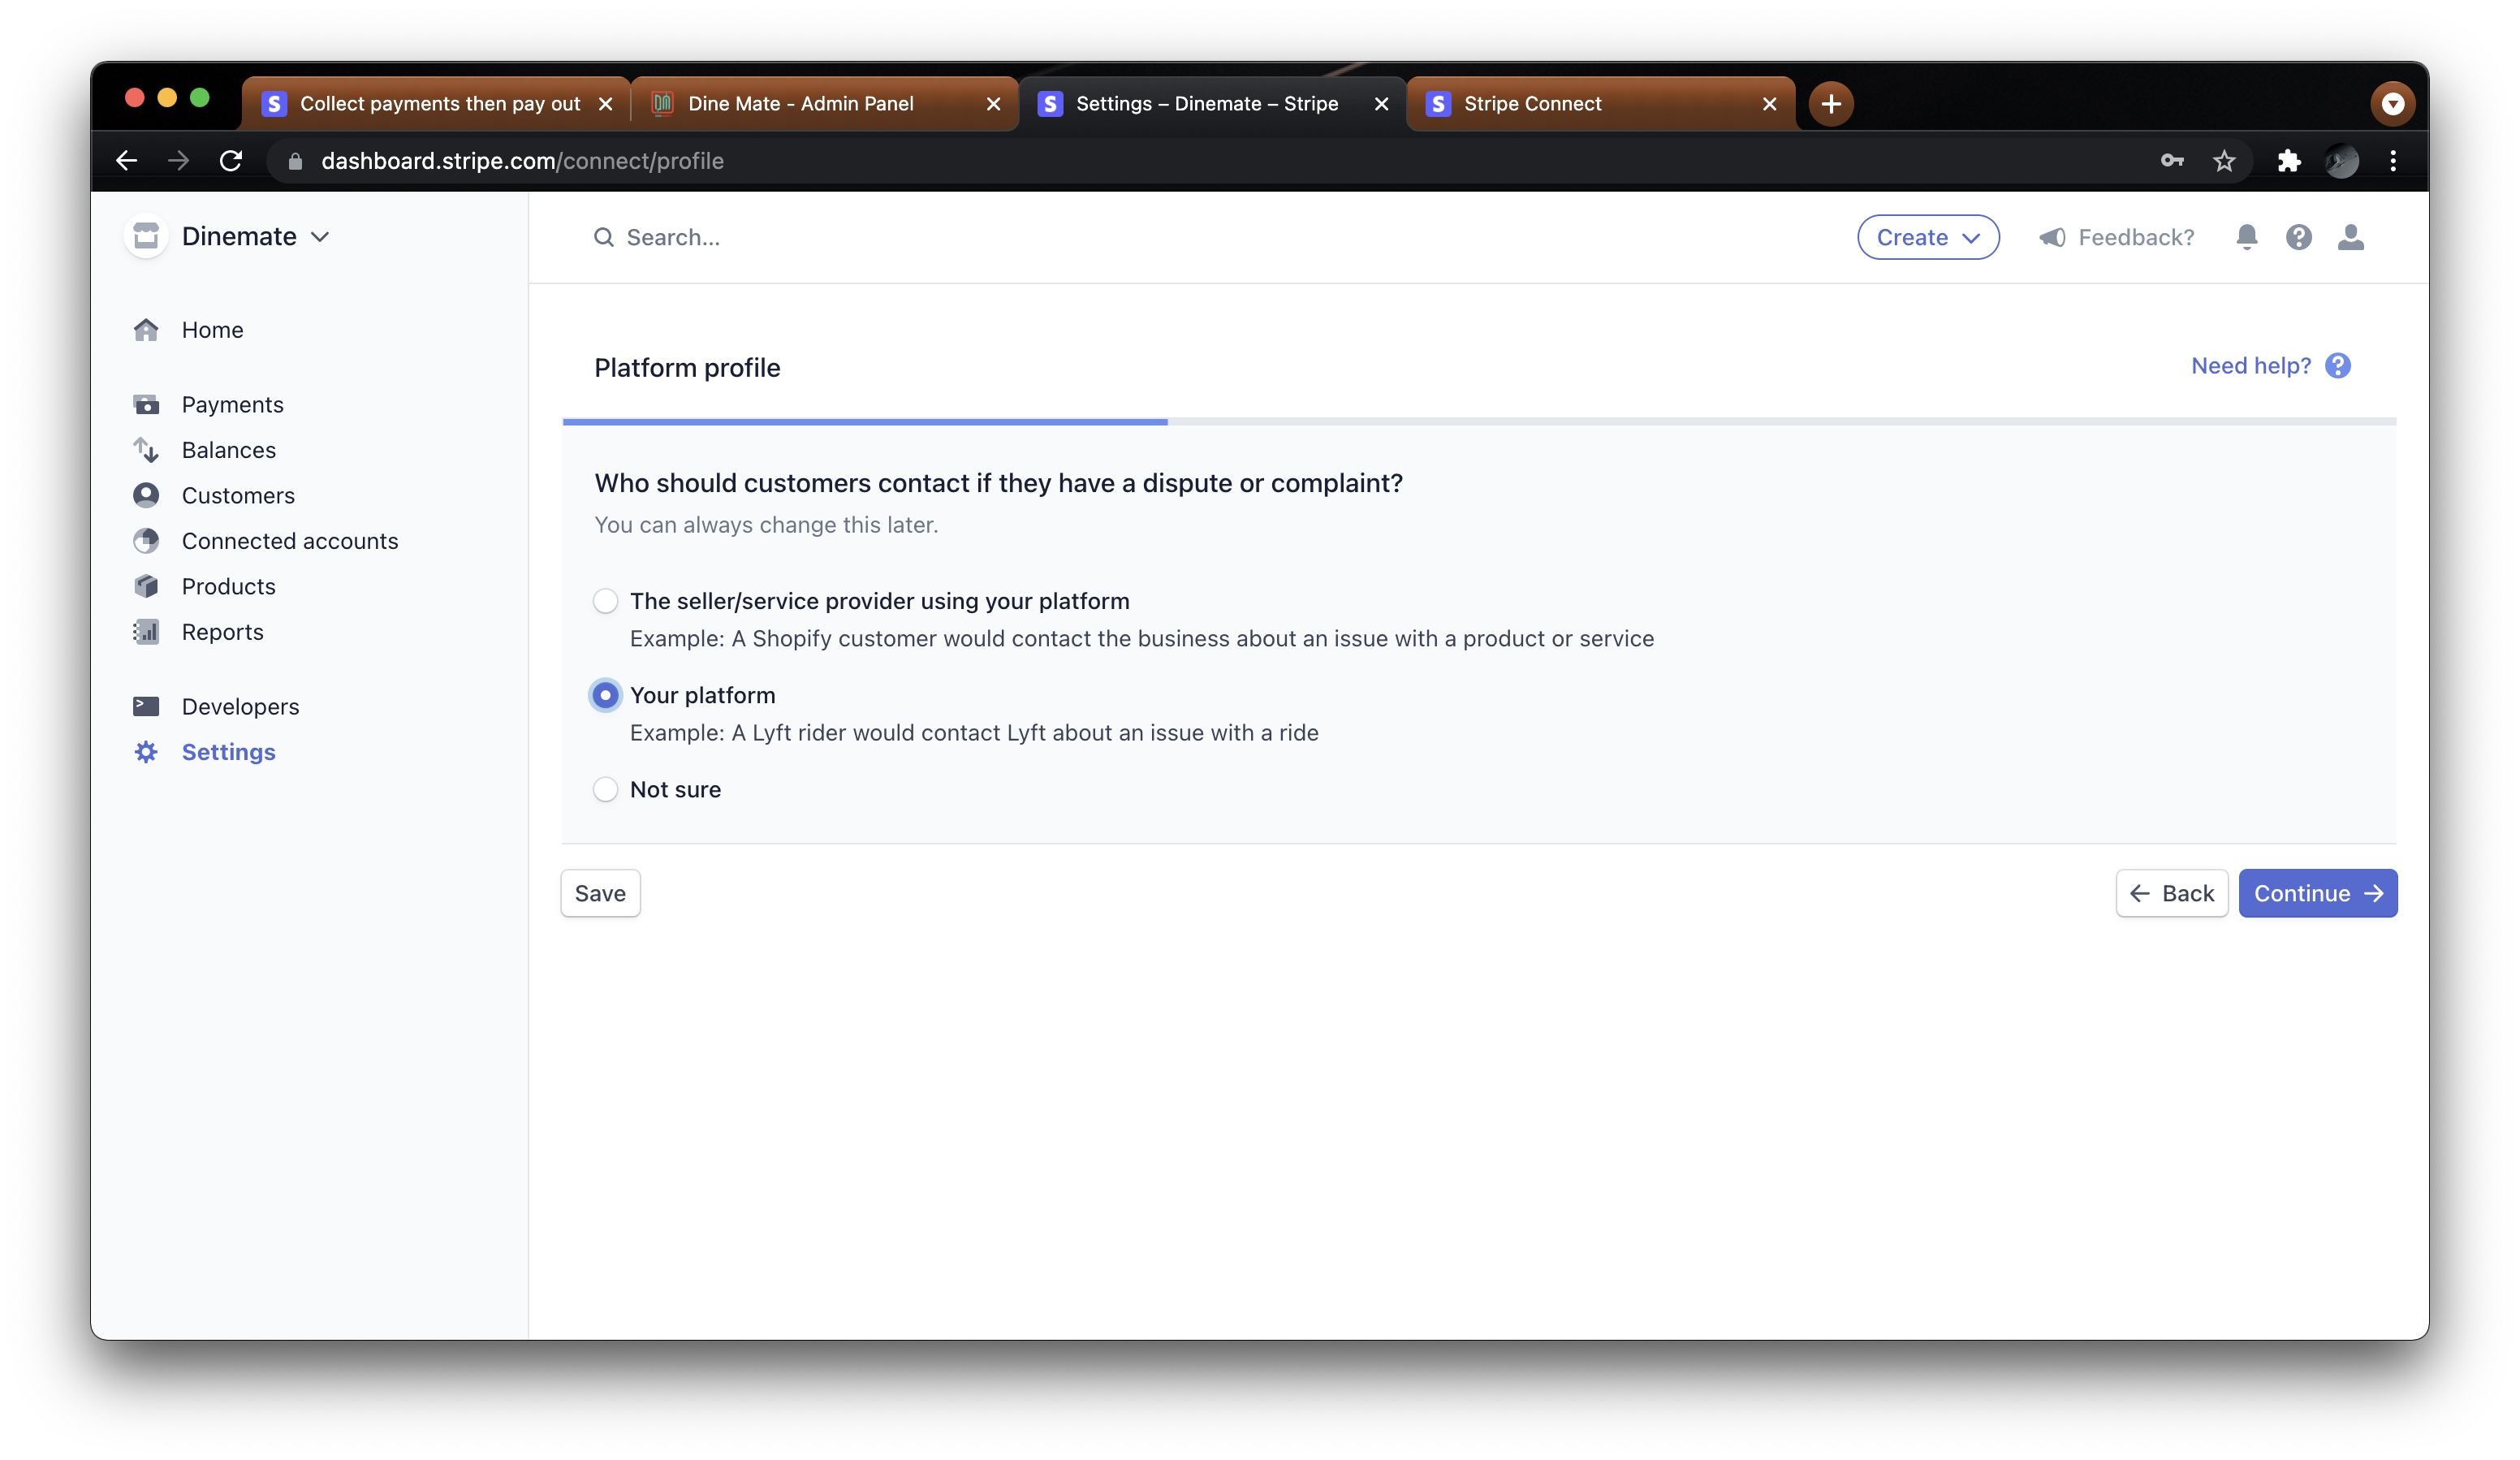 Collect payments then pay out
Dine Mate - Admin Panel
Settings – Dinemate – Stripe
Stripe Connect
dashboard.stripe.com/connect/profile
Dinemate
Search...
Create
Feedback?
Home
Payments
Balances
Customers
Connected accounts
Products
Reports
Developers
Settings
Platform profile
Need help?
Who should customers contact if they have a dispute or complaint?
You can always change this later.
The seller/service provider using your platform
Example: A Shopify customer would contact the business about an issue with a product or service
Your platform
Example: A Lyft rider would contact Lyft about an issue with a ride
Not sure
Save
Back
Continue